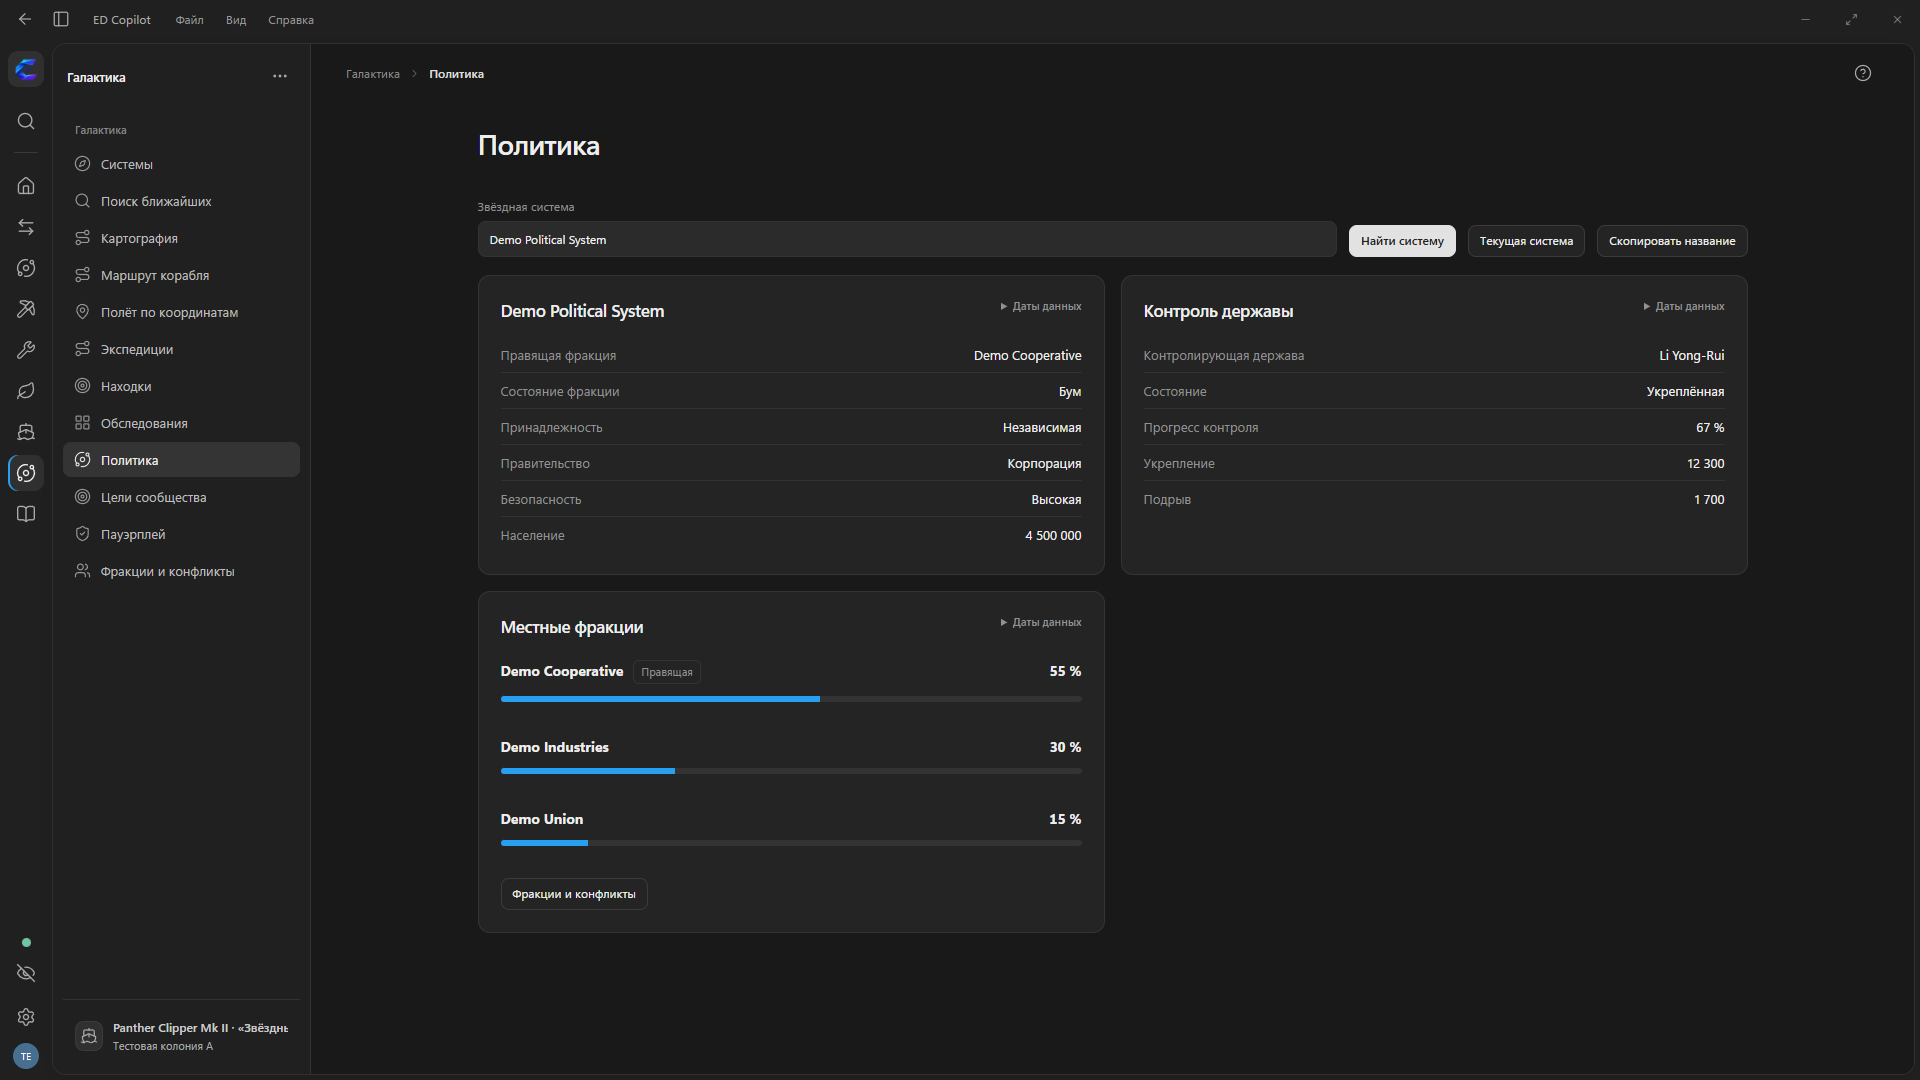 ED Copilot
Файл
Вид
Справка
Галактика
Галактика
Системы
Поиск ближайших
Картография
Маршрут корабля
Полёт по координатам
Экспедиции
Находки
Обследования
Политика
Цели сообщества
Пауэрплей
Фракции и конфликты
Panther Clipper Mk II · «Звёздны
Тестовая колония А
TE
Галактика > Политика
Политика
Звёздная система
Demo Political System
Найти систему
Текущая система
Скопировать название
Demo Political System
Даты данных
Правящая фракция Demo Cooperative
Состояние фракции Бум
Принадлежность Независимая
Правительство Корпорация
Безопасность Высокая
Население 4 500 000
Контроль державы
Даты данных
Контролирующая держава Li Yong-Rui
Состояние Укреплённая
Прогресс контроля 67 %
Укрепление 12 300
Подрыв 1 700
Местные фракции
Даты данных
Demo Cooperative Правящая 55 %
Demo Industries 30 %
Demo Union 15 %
Фракции и конфликты